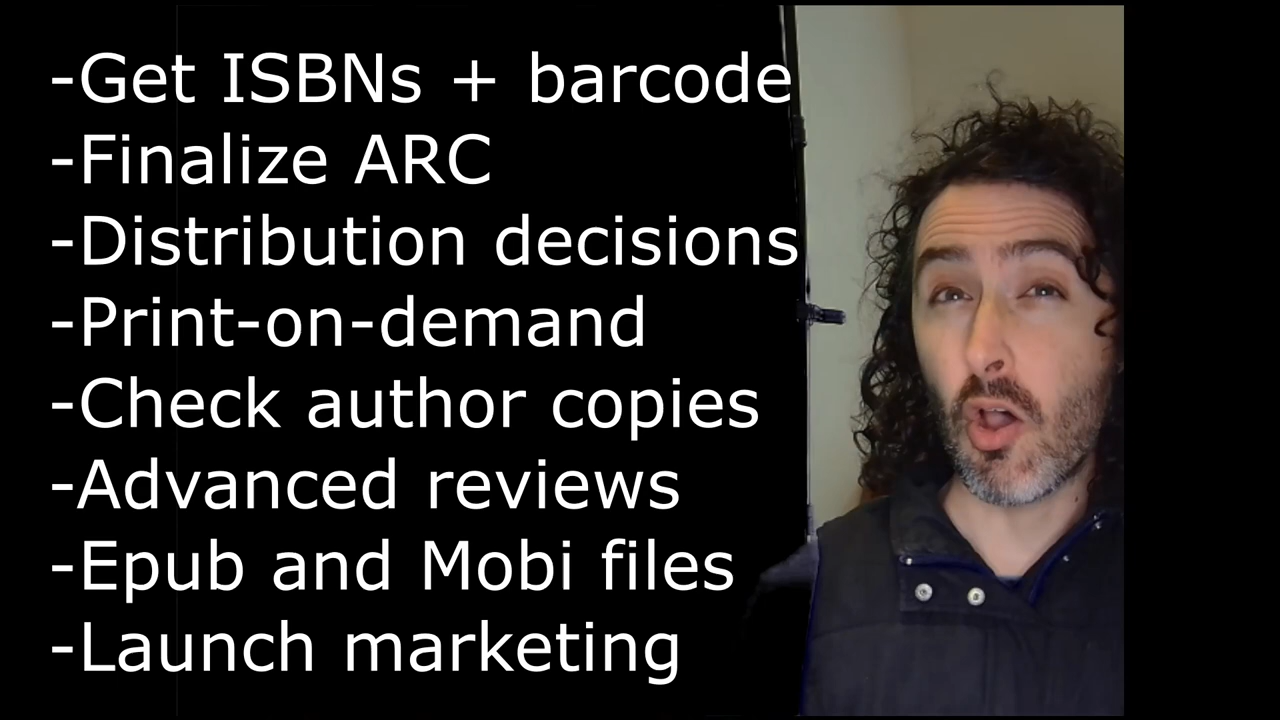 -Get ISBNs + barcode
-Finalize ARC
-Distribution decisions
-Print-on-demand
-Check author copies
-Advanced reviews
-Epub and Mobi files
-Launch marketing